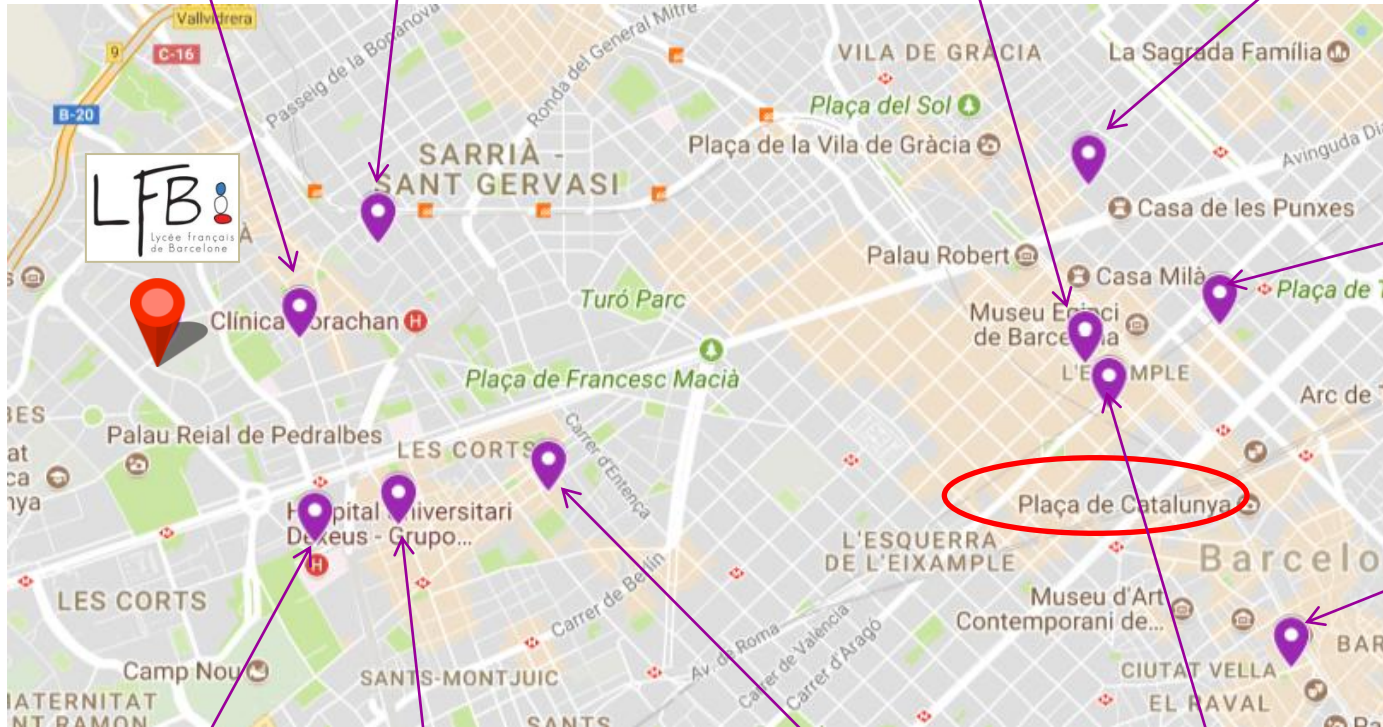 Vallvidrera
9
C-16
B-20
Passeig de la Bonanova
Ronda del General Mitre
VILA DE GRÀCIA
La Sagrada Família
Plaça del Sol
Plaça de la Vila de Gràcia
Avinguda Dia
SARRIÀ -
SANT GERVASI
LFB
Lycée français
de Barcelone
Casa de les Punxes
Palau Robert
Casa Milà
Plaça de T
Turó Parc
Museu
de
Clínica
H
Plaça de Francesc Macià
Arc de T
Palau Reial de Pedralbes
LES CORTS
Carrer d'Entença
Plaça de Catalunya
Grupo...
H
L'ESQUERRA
DE L'EIXAMPLE
Barcelo
LES CORTS
Carrer de Berlín
Museu d'Art
Contemporani de...
Av. de Roma
Carrer de València
Carrer d'Aragó
BAR
Camp Nou
SANTS-MONTJUÏC
CIUTAT VELLA
EL RAVAL
MATERNITAT
SANTS